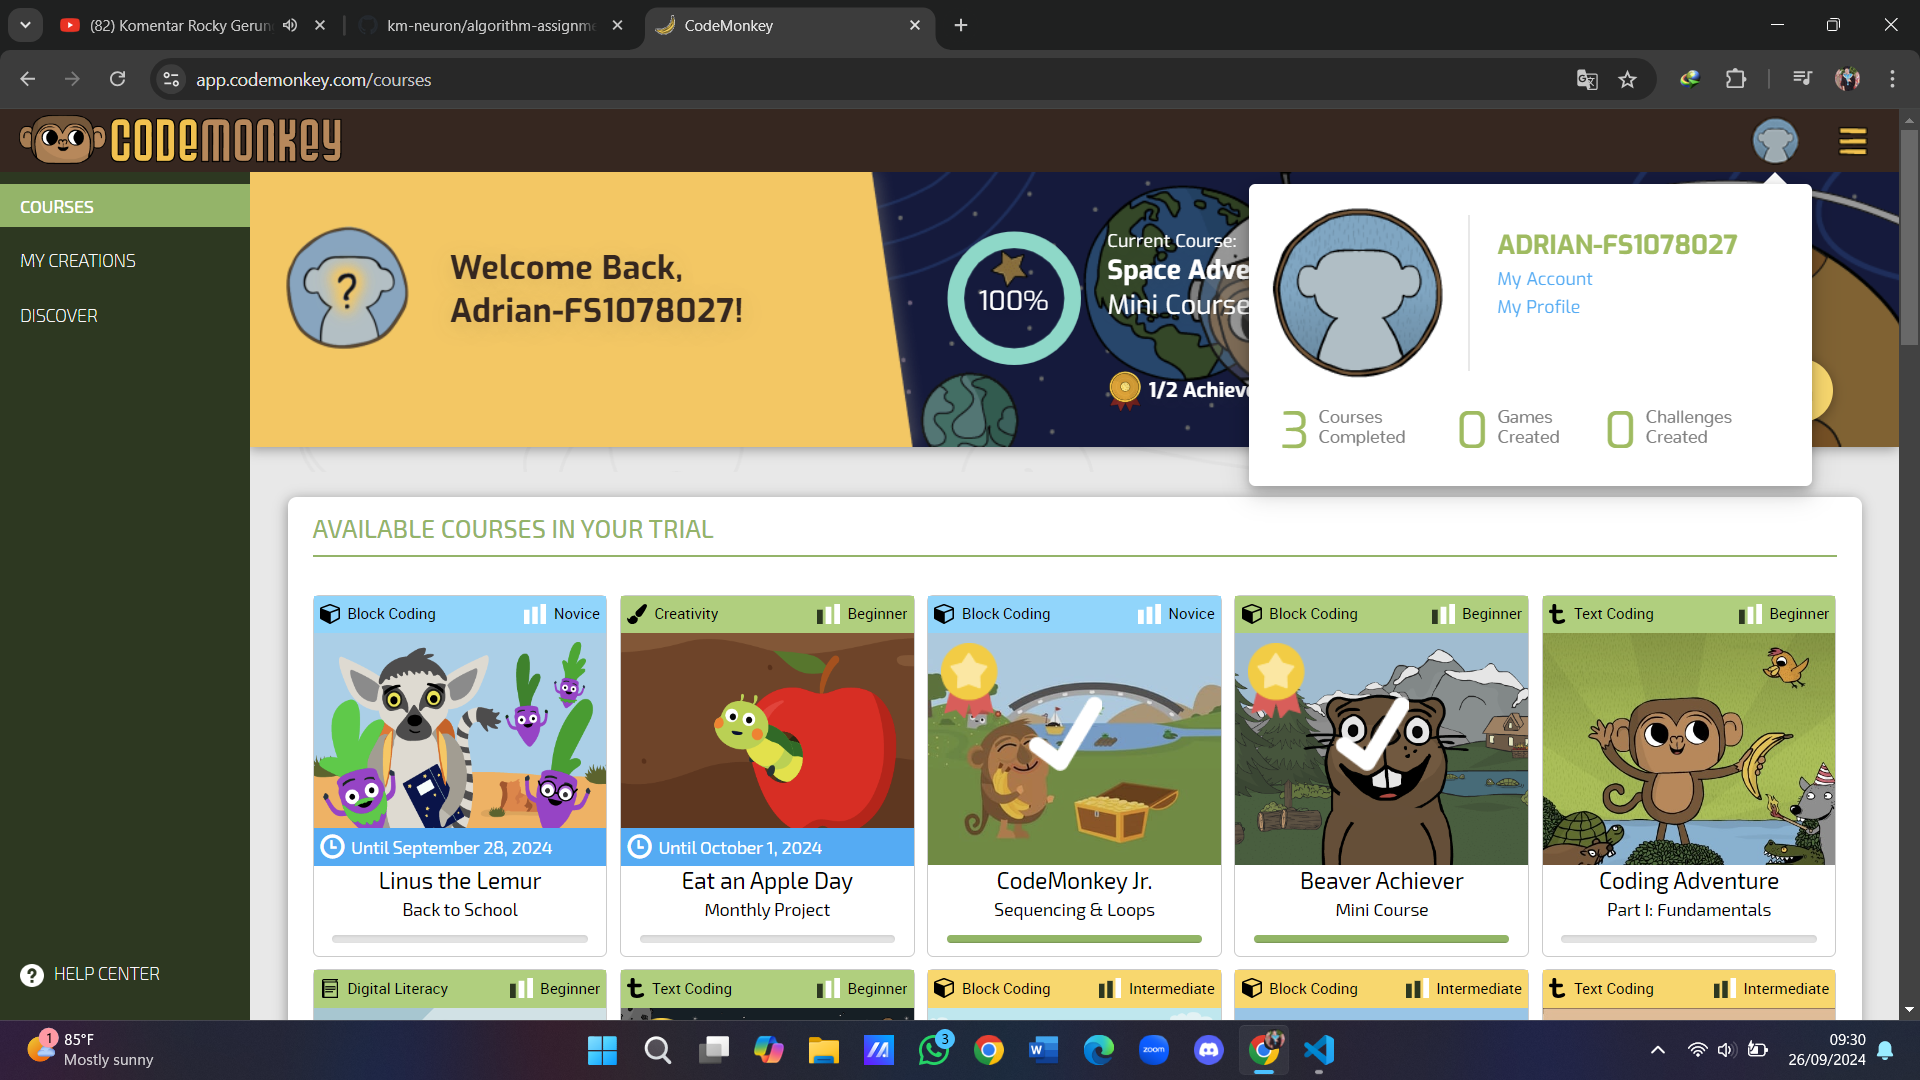 (82) Komentar Rocky Gerun
km-neuron/algorithm-assignme
CodeMonkey
app.codemonkey.com/courses
CODEMONKEY
COURSES
MY CREATIONS
DISCOVER
HELP CENTER
?
Welcome Back,
Adrian-FS1078027!
100%
Current Course:
Space Adve
Mini Course
1/2 Achieve
ADRIAN-FS1078027
My Account
My Profile
3 Courses Completed
0 Games Created
0 Challenges Created
AVAILABLE COURSES IN YOUR TRIAL
Block Coding Novice
Until September 28, 2024
Linus the Lemur
Back to School
Creativity Beginner
Until October 1, 2024
Eat an Apple Day
Monthly Project
Block Coding Novice
CodeMonkey Jr.
Sequencing & Loops
Block Coding Beginner
Beaver Achiever
Mini Course
Text Coding Beginner
Coding Adventure
Part I: Fundamentals
Digital Literacy Beginner
Text Coding Beginner
Block Coding Intermediate
Block Coding Intermediate
Text Coding Intermediate
1
85°F
Mostly sunny
3
zoom
09:30
26/09/2024